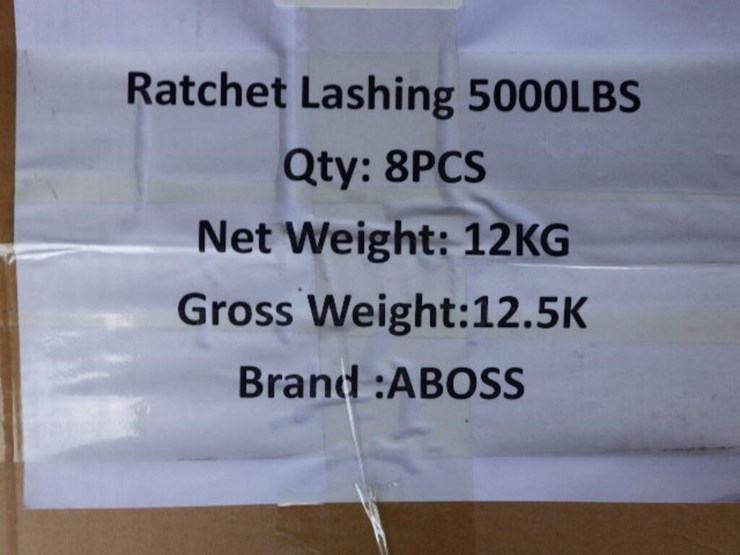 Ratchet Lashing 5000LBS
Qty: 8PCS
Net Weight: 12KG
Gross Weight:12.5K
Brand :ABOSS